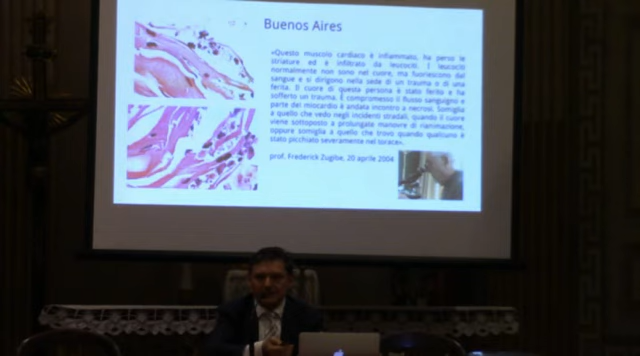 Buenos Aires
«Questo muscolo cardiaco è infiammato, ha perso le
striature ed è infiltrato da leucociti. I leucociti
normalmente non sono nel cuore, ma fuoriescono dal
sangue e si dirigono nella sede di un trauma o di una
ferita. Il cuore di questa persona è stato ferito e ha
sofferto un trauma. È compromesso il flusso sanguigno e
parte del miocardio è andata incontro a necrosi. Somiglia
a quello che vedo negli incidenti stradali, quando il cuore
viene sottoposto a prolungate manovre di rianimazione,
oppure somiglia a quello che trovo quando qualcuno è
stato picchiato severamente nel torace».
prof. Frederick Zugibe, 20 aprile 2004